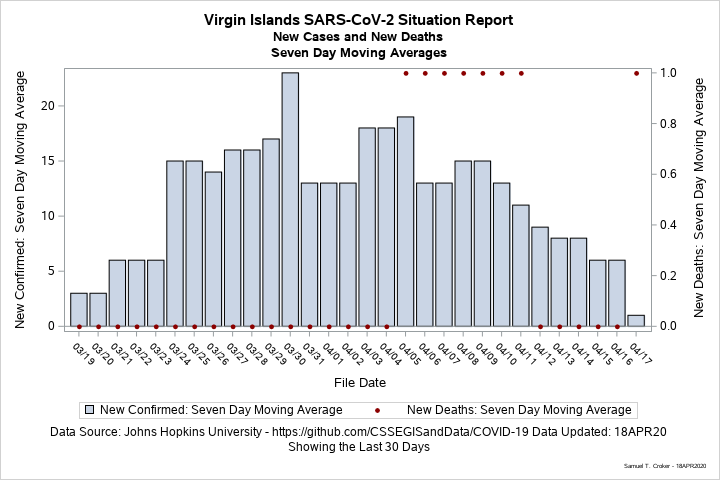 Virgin Islands SARS-CoV-2 Situation Report
New Cases and New Deaths
Seven Day Moving Averages
New Confirmed: Seven Day Moving Average
20
15
10
5
0
1.0
0.8
0.6
0.4
0.2
0.0
New Deaths: Seven Day Moving Average
03/19 03/20 03/21 03/22 03/23 03/24 03/25 03/26 03/27 03/28 03/29 03/30 03/31 04/01 04/02 04/03 04/04 04/05 04/06 04/07 04/08 04/09 04/10 04/11 04/12 04/13 04/14 04/15 04/16 04/17
File Date
New Confirmed: Seven Day Moving Average New Deaths: Seven Day Moving Average
Data Source: Johns Hopkins University - https://github.com/CSSEGISandData/COVID-19 Data Updated: 18APR20
Showing the Last 30 Days
Samuel T. Croker - 18APR2020